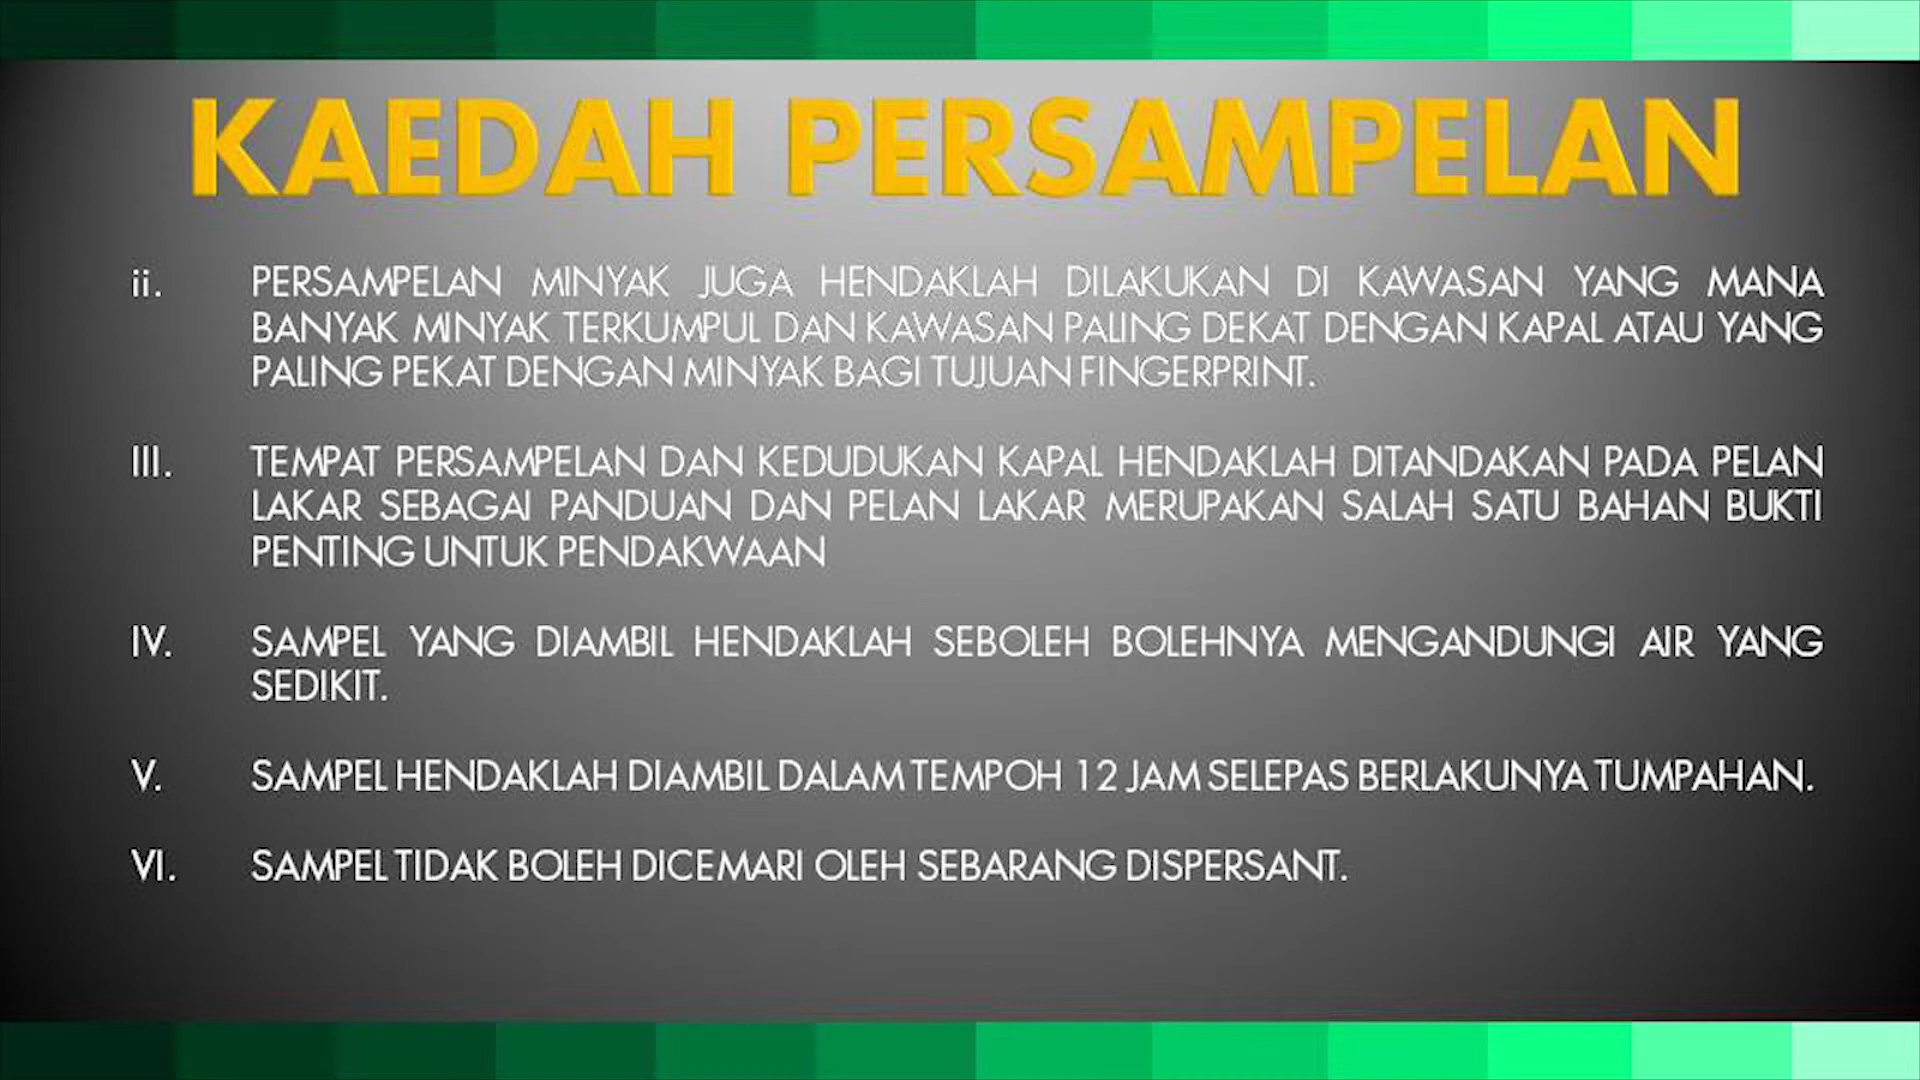 KAEDAH PERSAMPELAN
ii. PERSAMPELAN MINYAK JUGA HENDAKLAH DILAKUKAN DI KAWASAN YANG MANA
BANYAK MINYAK TERKUMPUL DAN KAWASAN PALING DEKAT DENGAN KAPAL ATAU YANG
PALING PEKAT DENGAN MINYAK BAGI TUJUAN FINGERPRINT.
III. TEMPAT PERSAMPELAN DAN KEDUDUKAN KAPAL HENDAKLAH DITANDAKAN PADA PELAN
LAKAR SEBAGAI PANDUAN DAN PELAN LAKAR MERUPAKAN SALAH SATU BAHAN BUKTI
PENTING UNTUK PENDAKWAAN
IV. SAMPEL YANG DIAMBIL HENDAKLAH SEBOLEH BOLEHNYA MENGANDUNGI AIR YANG
SEDIKIT.
V. SAMPEL HENDAKLAH DIAMBIL DALAM TEMPOH 12 JAM SELEPAS BERLAKUNYA TUMPAHAN.
VI. SAMPEL TIDAK BOLEH DICEMARI OLEH SEBARANG DISPERSANT.